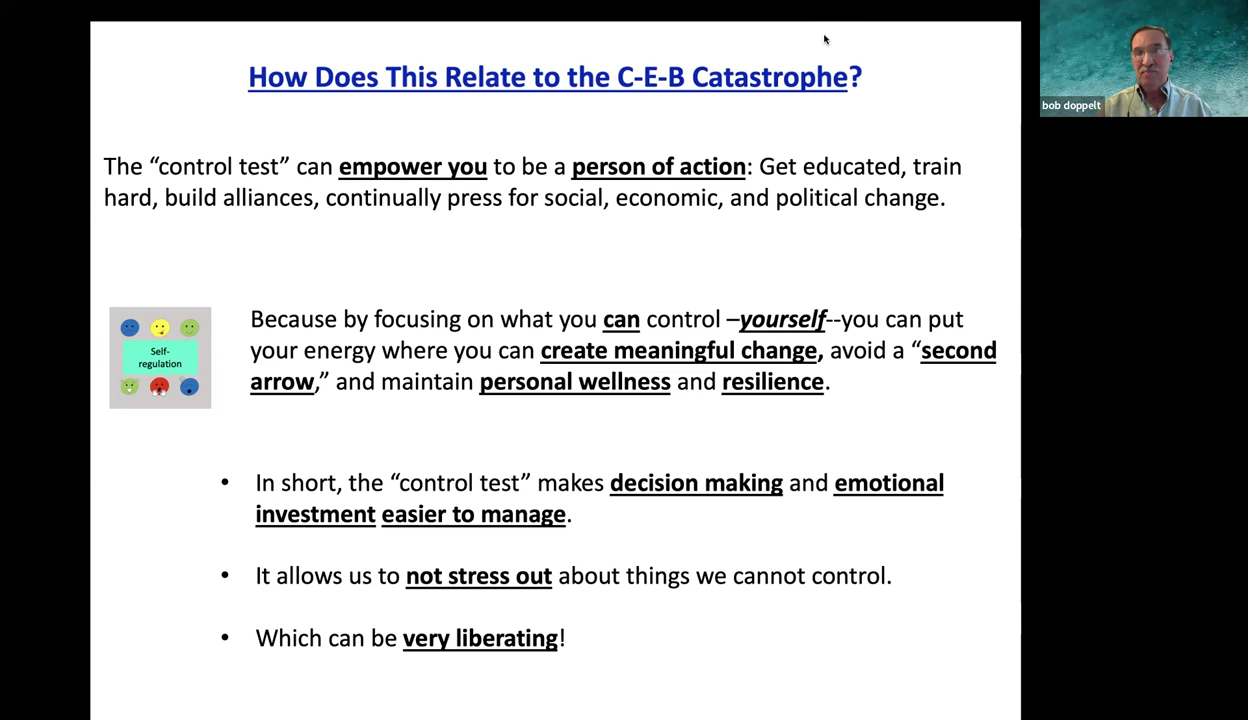 How Does This Relate to the C-E-B Catastrophe?
bob doppelt
The “control test” can empower you to be a person of action: Get educated, train
hard, build alliances, continually press for social, economic, and political change.
Because by focusing on what you can control –yourself--you can put
your energy where you can create meaningful change, avoid a “second
arrow,” and maintain personal wellness and resilience.
Self-
regulation
• In short, the “control test” makes decision making and emotional
investment easier to manage.
• It allows us to not stress out about things we cannot control.
• Which can be very liberating!